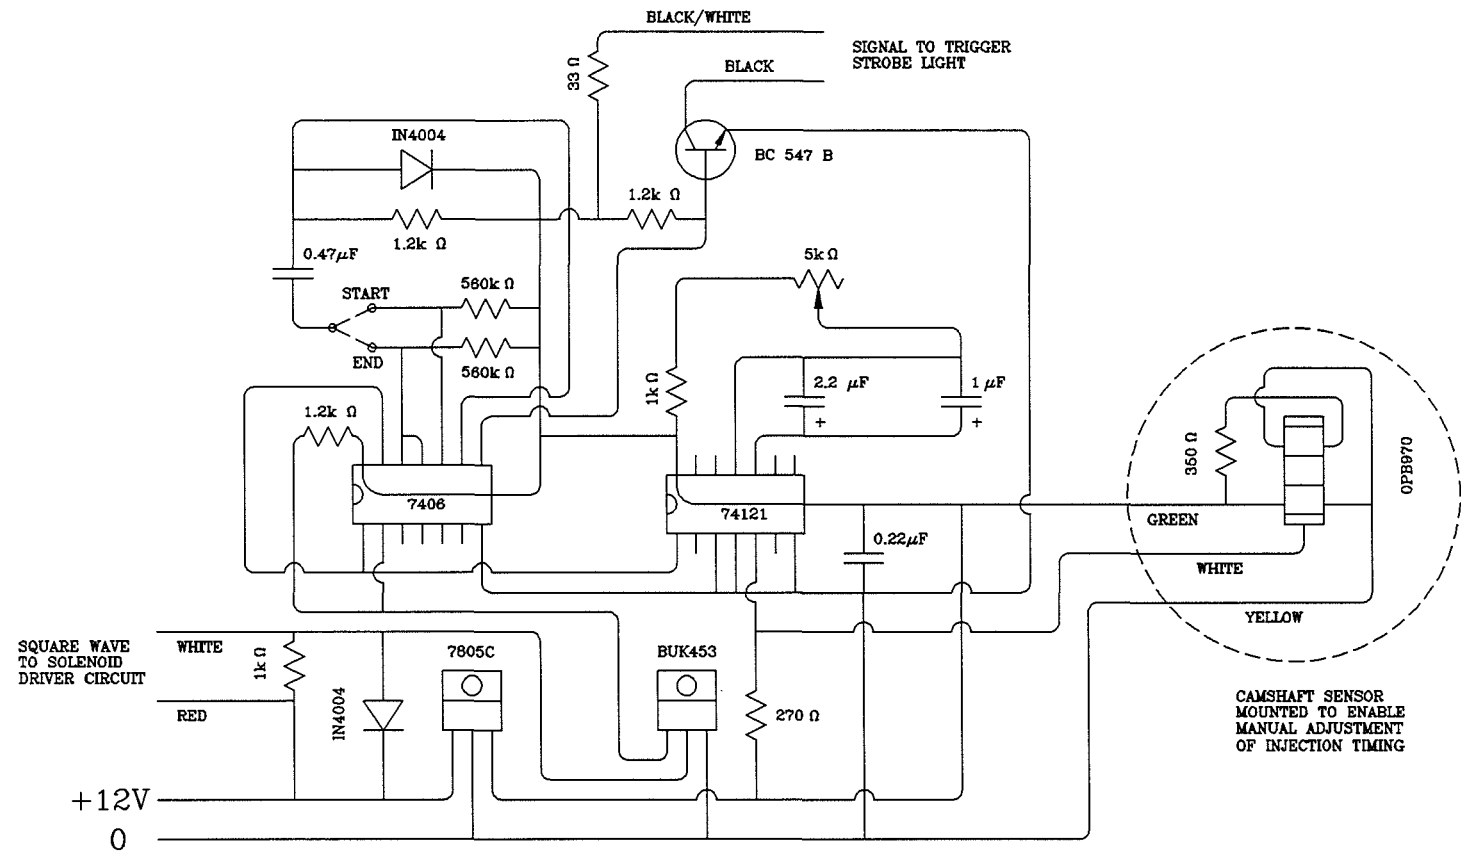 BLACK/WHITE
SIGNAL TO TRIGGER
STROBE LIGHT
33 Ω
BLACK
IN4004
BC 547 B
1.2k Ω
1.2k Ω
0.47µF
5k Ω
START
560k Ω
END
560k Ω
1k Ω
2.2 µF
1 µF
+
+
1.2k Ω
350 Ω
OPB970
7406
74121
GREEN
0.22µF
WHITE
YELLOW
SQUARE WAVE
TO SOLENOID
DRIVER CIRCUIT
WHITE
1k Ω
7805C
BUK453
RED
IN4004
270 Ω
CAMSHAFT SENSOR
MOUNTED TO ENABLE
MANUAL ADJUSTMENT
OF INJECTION TIMING
+12V
0